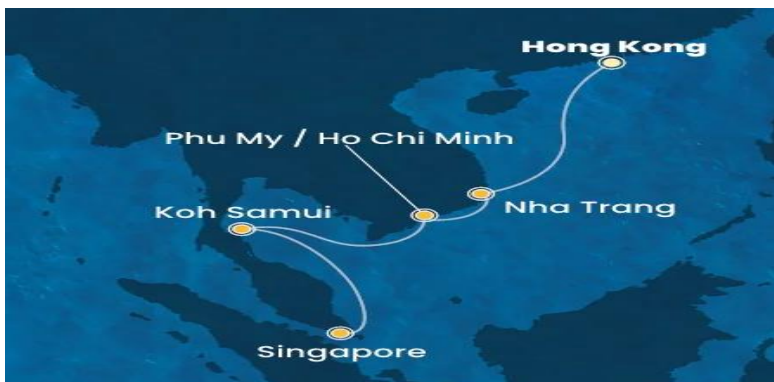 Hong Kong
Phu My / Ho Chi Minh
Koh Samui
Nha Trang
Singapore